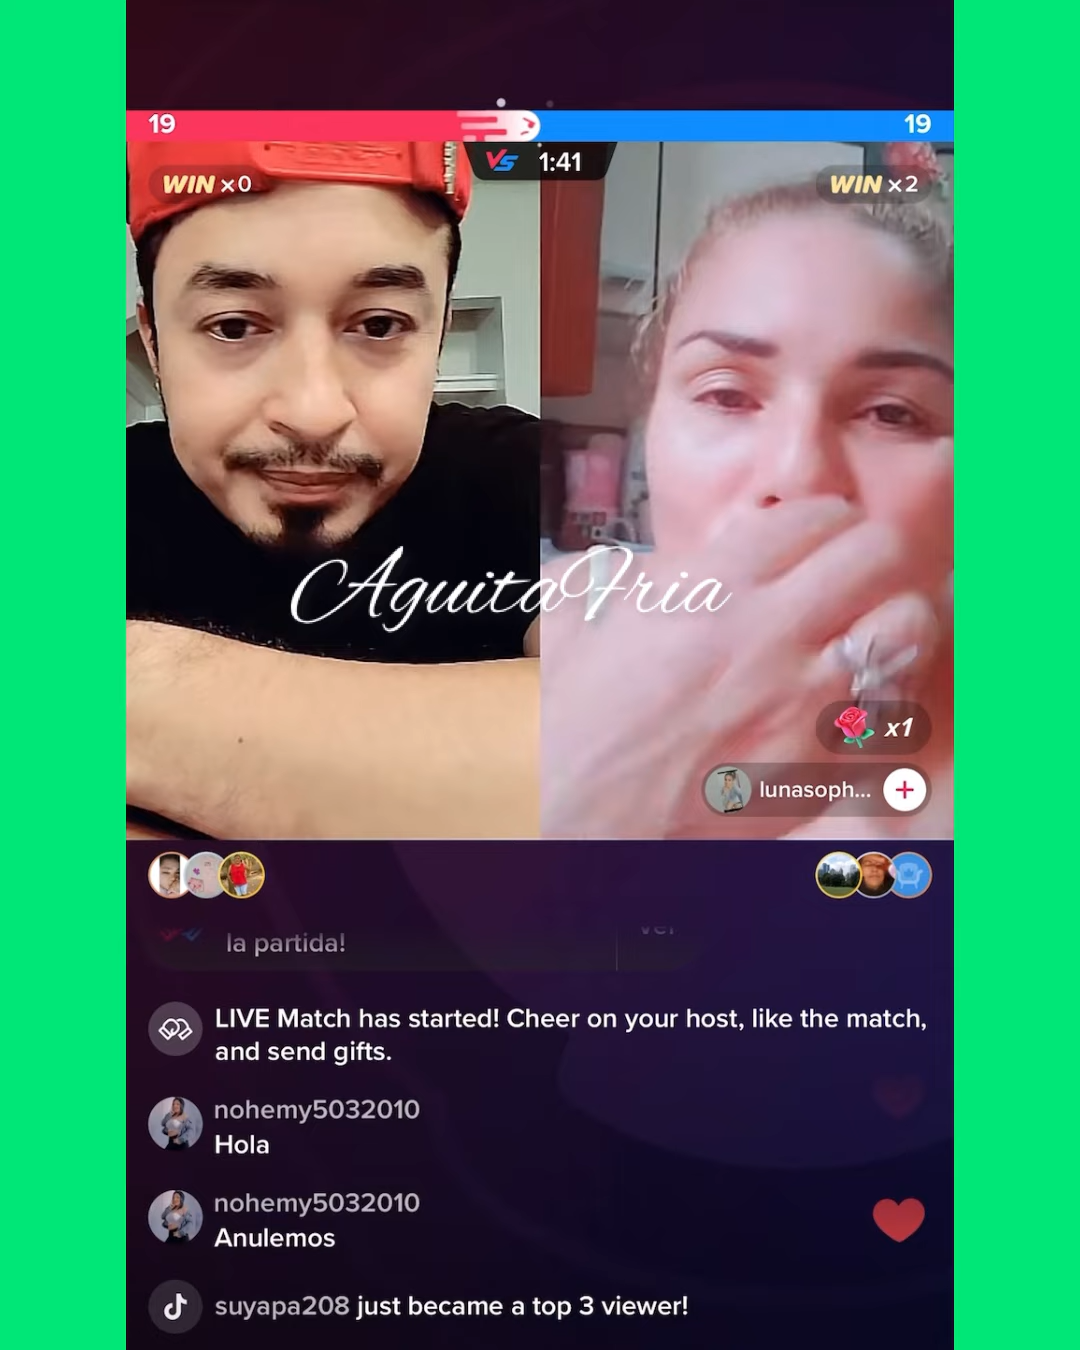 19
19
VS 1:41
WIN x0
WIN x2
AguitaFria
x1
lunasoph...
la partida!
LIVE Match has started! Cheer on your host, like the match,
and send gifts.
nohemy5032010
Hola
nohemy5032010
Anulemos
suyapa208 just became a top 3 viewer!